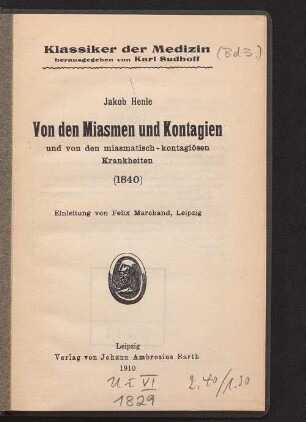 Klassiker der Medizin
herausgegeben von Karl Sudhoff
(Bd 3.)
Jakob Henle
Von den Miasmen und Kontagien
und von den miasmatisch-kontagiösen
Krankheiten
(1840)
Einleitung von Felix Marchand, Leipzig
Leipzig
Verlag von Johann Ambrosius Barth
1910
VI
1829
2.40/1.30